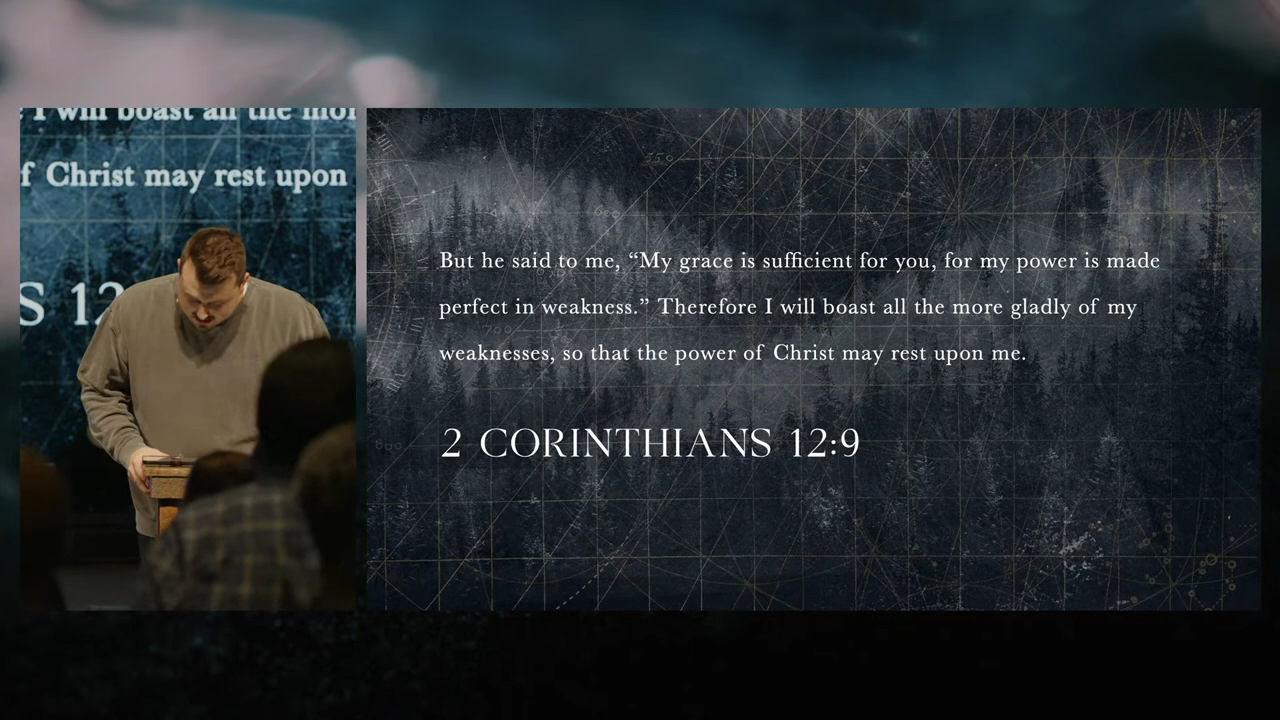 I will boast all the mor
f Christ may rest upon
S 12
But he said to me, “My grace is sufficient for you, for my power is made
perfect in weakness.” Therefore I will boast all the more gladly of my
weaknesses, so that the power of Christ may rest upon me.
2 CORINTHIANS 12:9